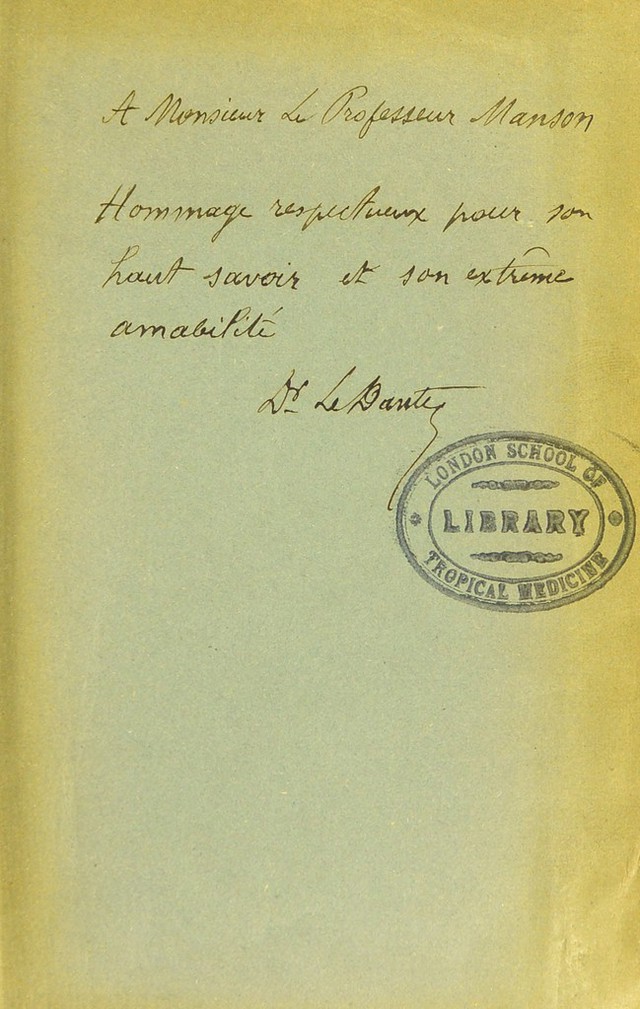 A Monsieur Le Professeur Manson
Hommage respectueux pour son
haut savoir et son extrême
amabilité
Dr Le Dantec
LONDON SCHOOL OF
LIBRARY
TROPICAL MEDICINE